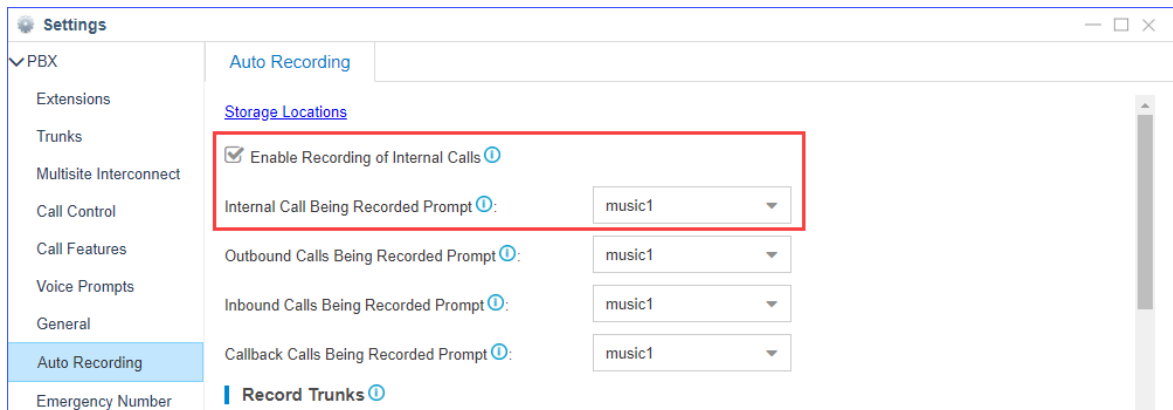 Settings
PBX
Auto Recording
Extensions
Storage Locations
Trunks
Enable Recording of Internal Calls
Multisite Interconnect
Internal Call Being Recorded Prompt : music1
Call Control
Call Features
Outbound Calls Being Recorded Prompt : music1
Voice Prompts
Inbound Calls Being Recorded Prompt : music1
General
Auto Recording
Callback Calls Being Recorded Prompt : music1
Emergency Number
Record Trunks